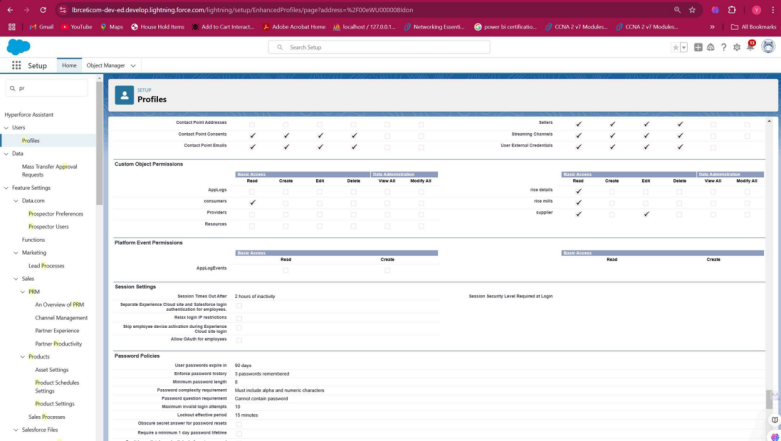 lbrce6icom-dev-ed.develop.lightning.force.com/lightning/setup/EnhancedProfiles/page?address=%2F00eWU000008Idon
Gmail YouTube Maps House Hold Items Add to Cart Interact... Adobe Acrobat Home localhost / 127.0.0.1... Networking Essenti... power bi certificatio... CCNA 2 v7 Modules... CCNA 2 v7 Modules... » All Bookmarks
Search Setup
Setup Home Object Manager
pr
Hyperforce Assistant
Users
Profiles
Data
Mass Transfer Approval
Requests
Feature Settings
Data.com
Prospector Preferences
Prospector Users
Functions
Marketing
Lead Processes
Sales
PRM
An Overview of PRM
Channel Management
Partner Experience
Partner Productivity
Products
Asset Settings
Product Schedules
Settings
Product Settings
Sales Processes
Salesforce Files
SETUP
Profiles
Contact Point Addresses
Contact Point Consents
Contact Point Emails
Sellers
Streaming Channels
User External Credentials
Custom Object Permissions
Basic Access Data Administration
Read Create Edit Delete View All Modify All
AppLogs
consumers
Providers
Resources
Basic Access Data Administration
Read Create Edit Delete View All Modify All
rice details
rice mills
supplier
Platform Event Permissions
Basic Access
Read Create
AppLogEvents
Basic Access
Read Create
Session Settings
Session Times Out After 2 hours of inactivity
Session Security Level Required at Login
Separate Experience Cloud site and Salesforce login
authentication for employees.
Relax login IP restrictions
Skip employee device activation during Experience
Cloud site login
Allow OAuth for employees
Password Policies
User passwords expire in 90 days
Enforce password history 3 passwords remembered
Minimum password length 8
Password complexity requirement Must include alpha and numeric characters
Password question requirement Cannot contain password
Maximum invalid login attempts 10
Lockout effective period 15 minutes
Obscure secret answer for password resets
Require a minimum 1 day password lifetime